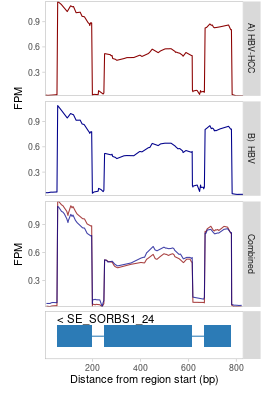 0.9
0.6
0.3
A) HBV-HCC
FPM
0.9
0.6
0.3
B) HBV
0.9
0.6
0.3
Combined
FPM
< SE_SORBS1_24
200 400 600 800
Distance from region start (bp)